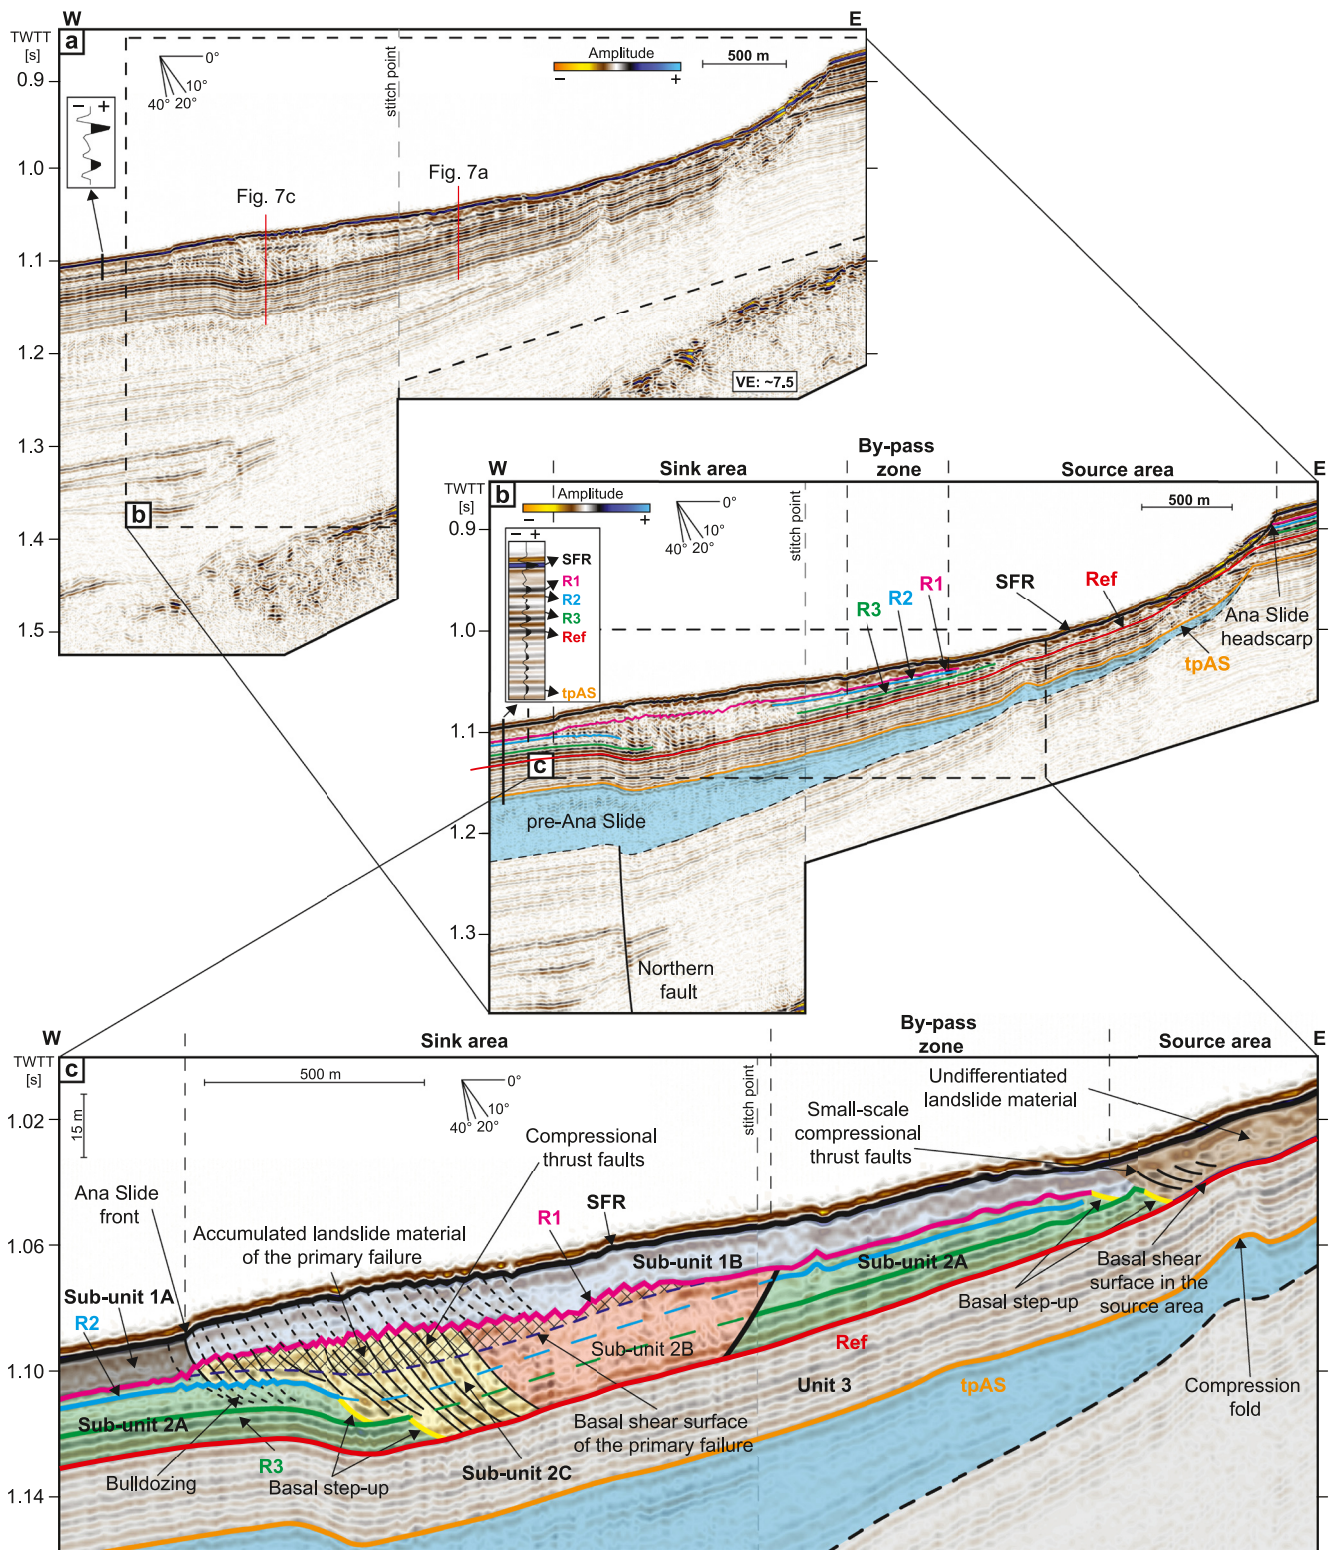 W
E
TWTT
[s]
a
0°
10°
20°
40°
stitch point
Amplitude
–
+
500 m
0.9
– +
1.0
Fig. 7a
Fig. 7c
1.1
1.2
VE: ~7.5
1.3
b
1.4
1.5
By-pass
zone
W
Sink area
Source area
E
TWTT
[s]
b
Amplitude
–
+
0°
10°
20°
40°
stitch point
500 m
0.9
– +
SFR
R1
R2
R3
Ref
tpAS
SFR
Ref
R1
R2
R3
Ana Slide
headscarp
tpAS
1.0
1.1
c
pre-Ana Slide
1.2
1.3
Northern
fault
W
Sink area
By-pass
zone
Source area
E
TWTT
[s]
c
500 m
0°
10°
20°
40°
stitch point
15 m
Undifferentiated
landslide material
Small-scale
compressional
thrust faults
1.02
Compressional
thrust faults
Ana Slide
front
SFR
R1
Accumulated landslide material
of the primary failure
1.06
Sub-unit 1B
Sub-unit 2A
Basal shear
surface in the
source area
Basal step-up
Sub-unit 1A
R2
Ref
Sub-unit 2B
1.10
Unit 3
tpAS
Compression
fold
Sub-unit 2A
Basal shear surface
of the primary failure
R3
Bulldozing
Basal step-up
Sub-unit 2C
1.14